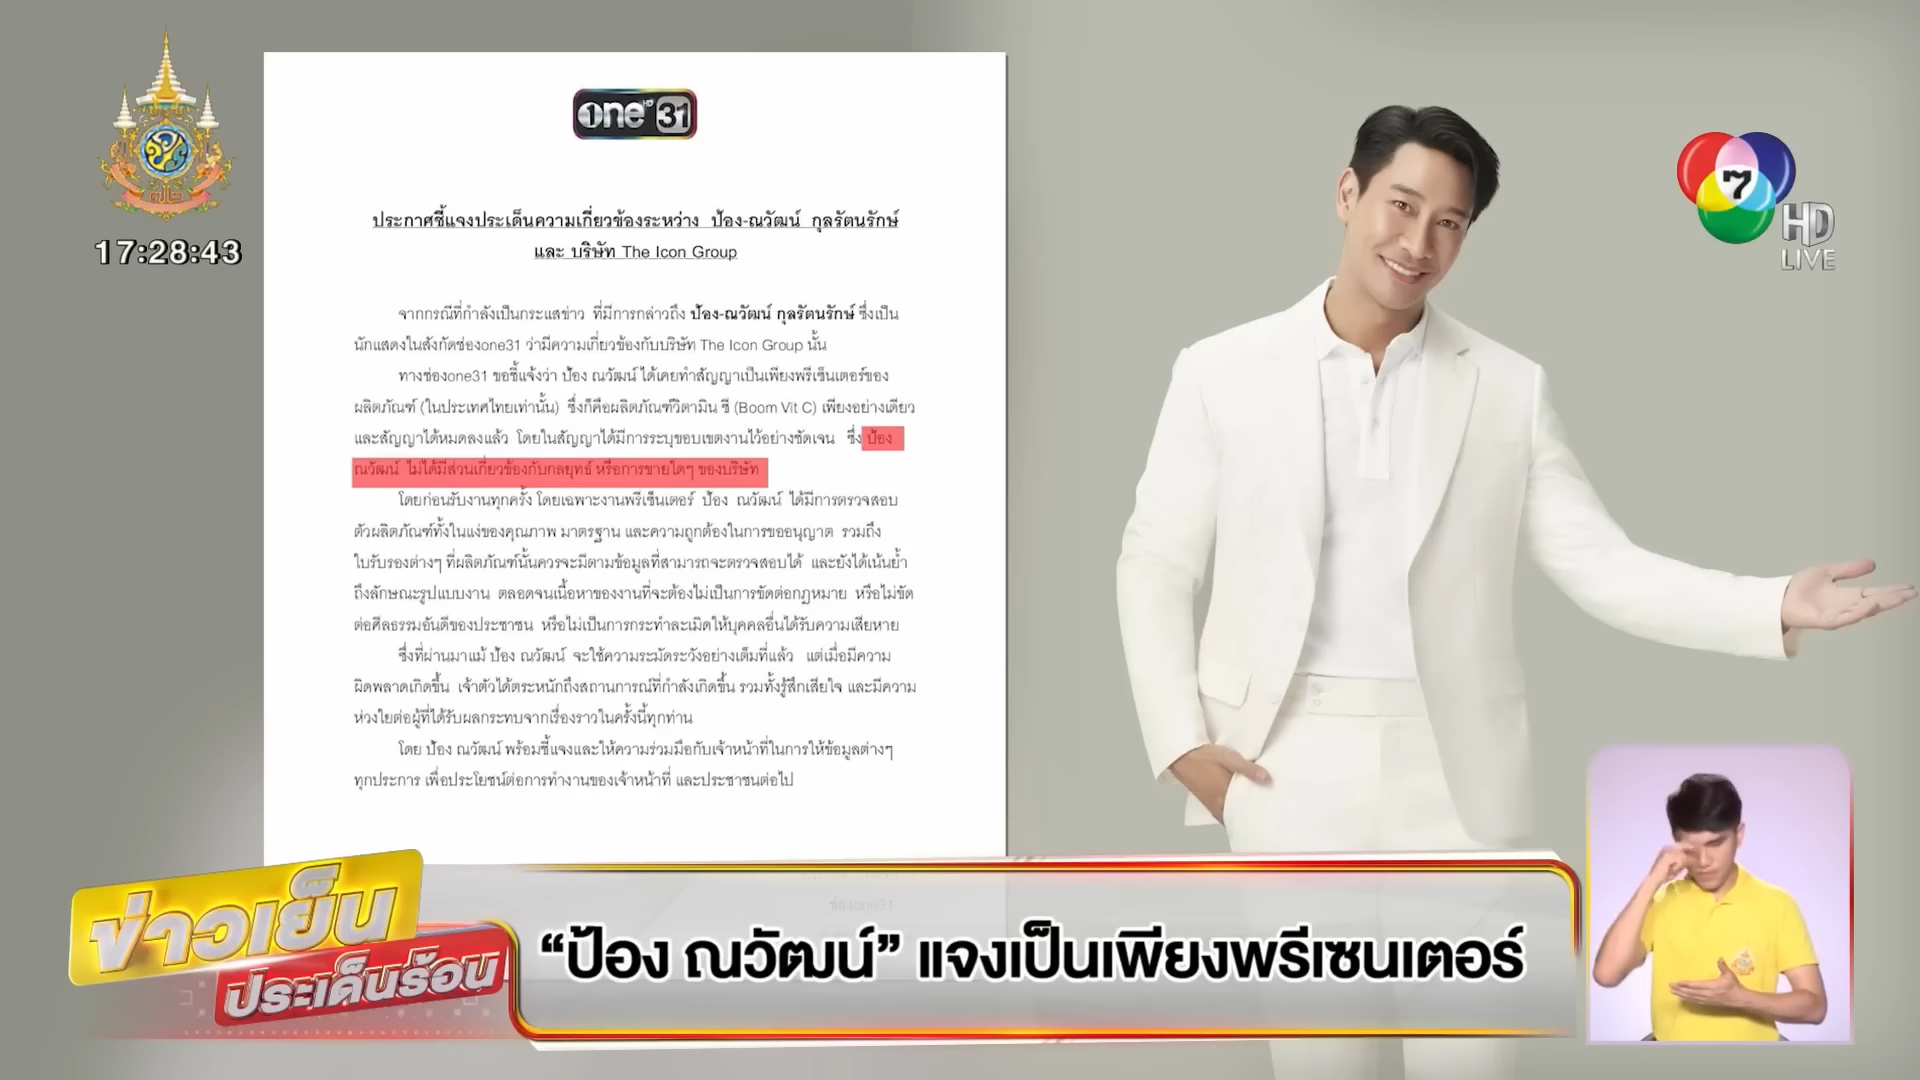 one HD 31
ประกาศชี้แจงประเด็นความเกี่ยวข้องระหว่าง ป้อง-ณวัฒน์ กุลรัตนรักษ์
และ บริษัท The Icon Group
จากกรณีที่กำลังเป็นกระแสข่าว ที่มีการกล่าวถึง ป้อง-ณวัฒน์ กุลรัตนรักษ์ ซึ่งเป็น
นักแสดงในสังกัดช่องone31 ว่ามีความเกี่ยวข้องกับบริษัท The Icon Group นั้น
ทางช่องone31 ขอชี้แจ้งว่า ป้อง ณวัฒน์ ได้เคยทำสัญญาเป็นเพียงพรีเซ็นเตอร์ของ
ผลิตภัณฑ์ (ในประเทศไทยเท่านั้น) ซึ่งก็คือผลิตภัณฑ์วิตามิน ซี (Boom Vit C) เพียงอย่างเดียว
และสัญญาได้หมดลงแล้ว โดยในสัญญาได้มีการระบุขอบเขตงานไว้อย่างชัดเจน ซึ่ง ป้อง
ณวัฒน์ ไม่ได้มีส่วนเกี่ยวข้องกับกลยุทธ์ หรือการขายใดๆ ของบริษัท
โดยก่อนรับงานทุกครั้ง โดยเฉพาะงานพรีเซ็นเตอร์ ป้อง ณวัฒน์ ได้มีการตรวจสอบ
ตัวผลิตภัณฑ์ทั้งในแง่ของคุณภาพ มาตรฐาน และความถูกต้องในการขออนุญาต รวมถึง
ใบรับรองต่างๆ ที่ผลิตภัณฑ์นั้นควรจะมีตามข้อมูลที่สามารถจะตรวจสอบได้ และยังได้เน้นย้ำ
ถึงลักษณะรูปแบบงาน ตลอดจนเนื้อหาของงานที่จะต้องไม่เป็นการขัดต่อกฎหมาย หรือไม่ขัด
ต่อศีลธรรมอันดีของประชาชน หรือไม่เป็นการกระทำละเมิดให้บุคคลอื่นได้รับความเสียหาย
ซึ่งที่ผ่านมาแม้ ป้อง ณวัฒน์ จะใช้ความระมัดระวังอย่างเต็มที่แล้ว แต่เมื่อมีความ
ผิดพลาดเกิดขึ้น เจ้าตัวได้ตระหนักถึงสถานการณ์ที่กำลังเกิดขึ้น รวมทั้งรู้สึกเสียใจ และมีความ
ห่วงใยต่อผู้ที่ได้รับผลกระทบจากเรื่องราวในครั้งนี้ทุกท่าน
โดย ป้อง ณวัฒน์ พร้อมชี้แจงและให้ความร่วมมือกับเจ้าหน้าที่ในการให้ข้อมูลต่างๆ
ทุกประการ เพื่อประโยชน์ต่อการทำงานของเจ้าหน้าที่ และประชาชนต่อไป
ช่องone31
17:28:43
7
HD
LIVE
ข่าวเย็น
ประเด็นร้อน
“ป้อง ณวัฒน์” แจงเป็นเพียงพรีเซนเตอร์